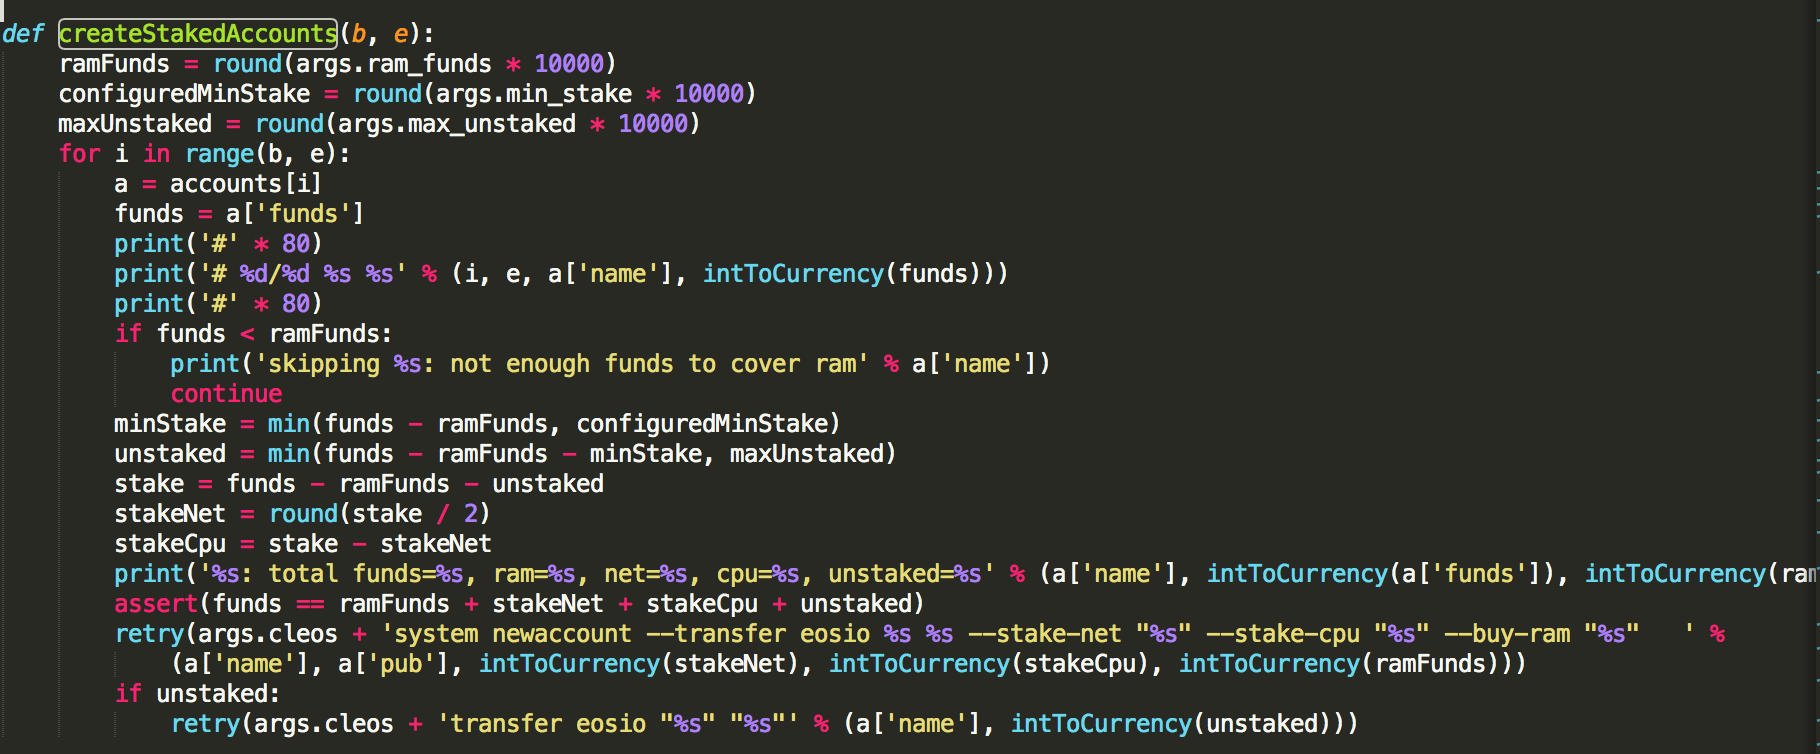 def createStakedAccounts(b, e):
    ramFunds = round(args.ram_funds * 10000)
    configuredMinStake = round(args.min_stake * 10000)
    maxUnstaked = round(args.max_unstaked * 10000)
    for i in range(b, e):
        a = accounts[i]
        funds = a['funds']
        print('#' * 80)
        print('# %d/%d %s %s' % (i, e, a['name'], intToCurrency(funds)))
        print('#' * 80)
        if funds < ramFunds:
            print('skipping %s: not enough funds to cover ram' % a['name'])
            continue
        minStake = min(funds - ramFunds, configuredMinStake)
        unstaked = min(funds - ramFunds - minStake, maxUnstaked)
        stake = funds - ramFunds - unstaked
        stakeNet = round(stake / 2)
        stakeCpu = stake - stakeNet
        print('%s: total funds=%s, ram=%s, net=%s, cpu=%s, unstaked=%s' % (a['name'], intToCurrency(a['funds']), intToCurrency(
        assert(funds == ramFunds + stakeNet + stakeCpu + unstaked)
        retry(args.cleos + 'system newaccount --transfer eosio %s %s --stake-net "%s" --stake-cpu "%s" --buy-ram "%s"   ' %
            (a['name'], a['pub'], intToCurrency(stakeNet), intToCurrency(stakeCpu), intToCurrency(ramFunds)))
        if unstaked:
            retry(args.cleos + 'transfer eosio "%s" "%s"' % (a['name'], intToCurrency(unstaked)))